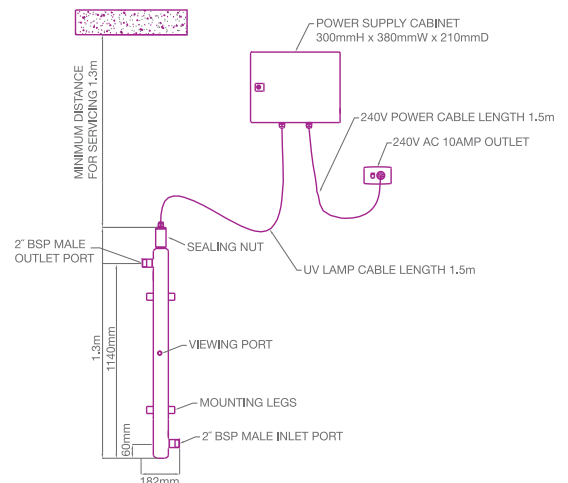 POWER SUPPLY CABINET
300mmH x 380mmW x 210mmD
MINIMUM DISTANCE
FOR SERVICING 1.3m
240V POWER CABLE LENGTH 1.5m
240V AC 10AMP OUTLET
2″ BSP MALE
OUTLET PORT
SEALING NUT
UV LAMP CABLE LENGTH 1.5m
1.3m
1140mm
VIEWING PORT
MOUNTING LEGS
60mm
2″ BSP MALE INLET PORT
182mm